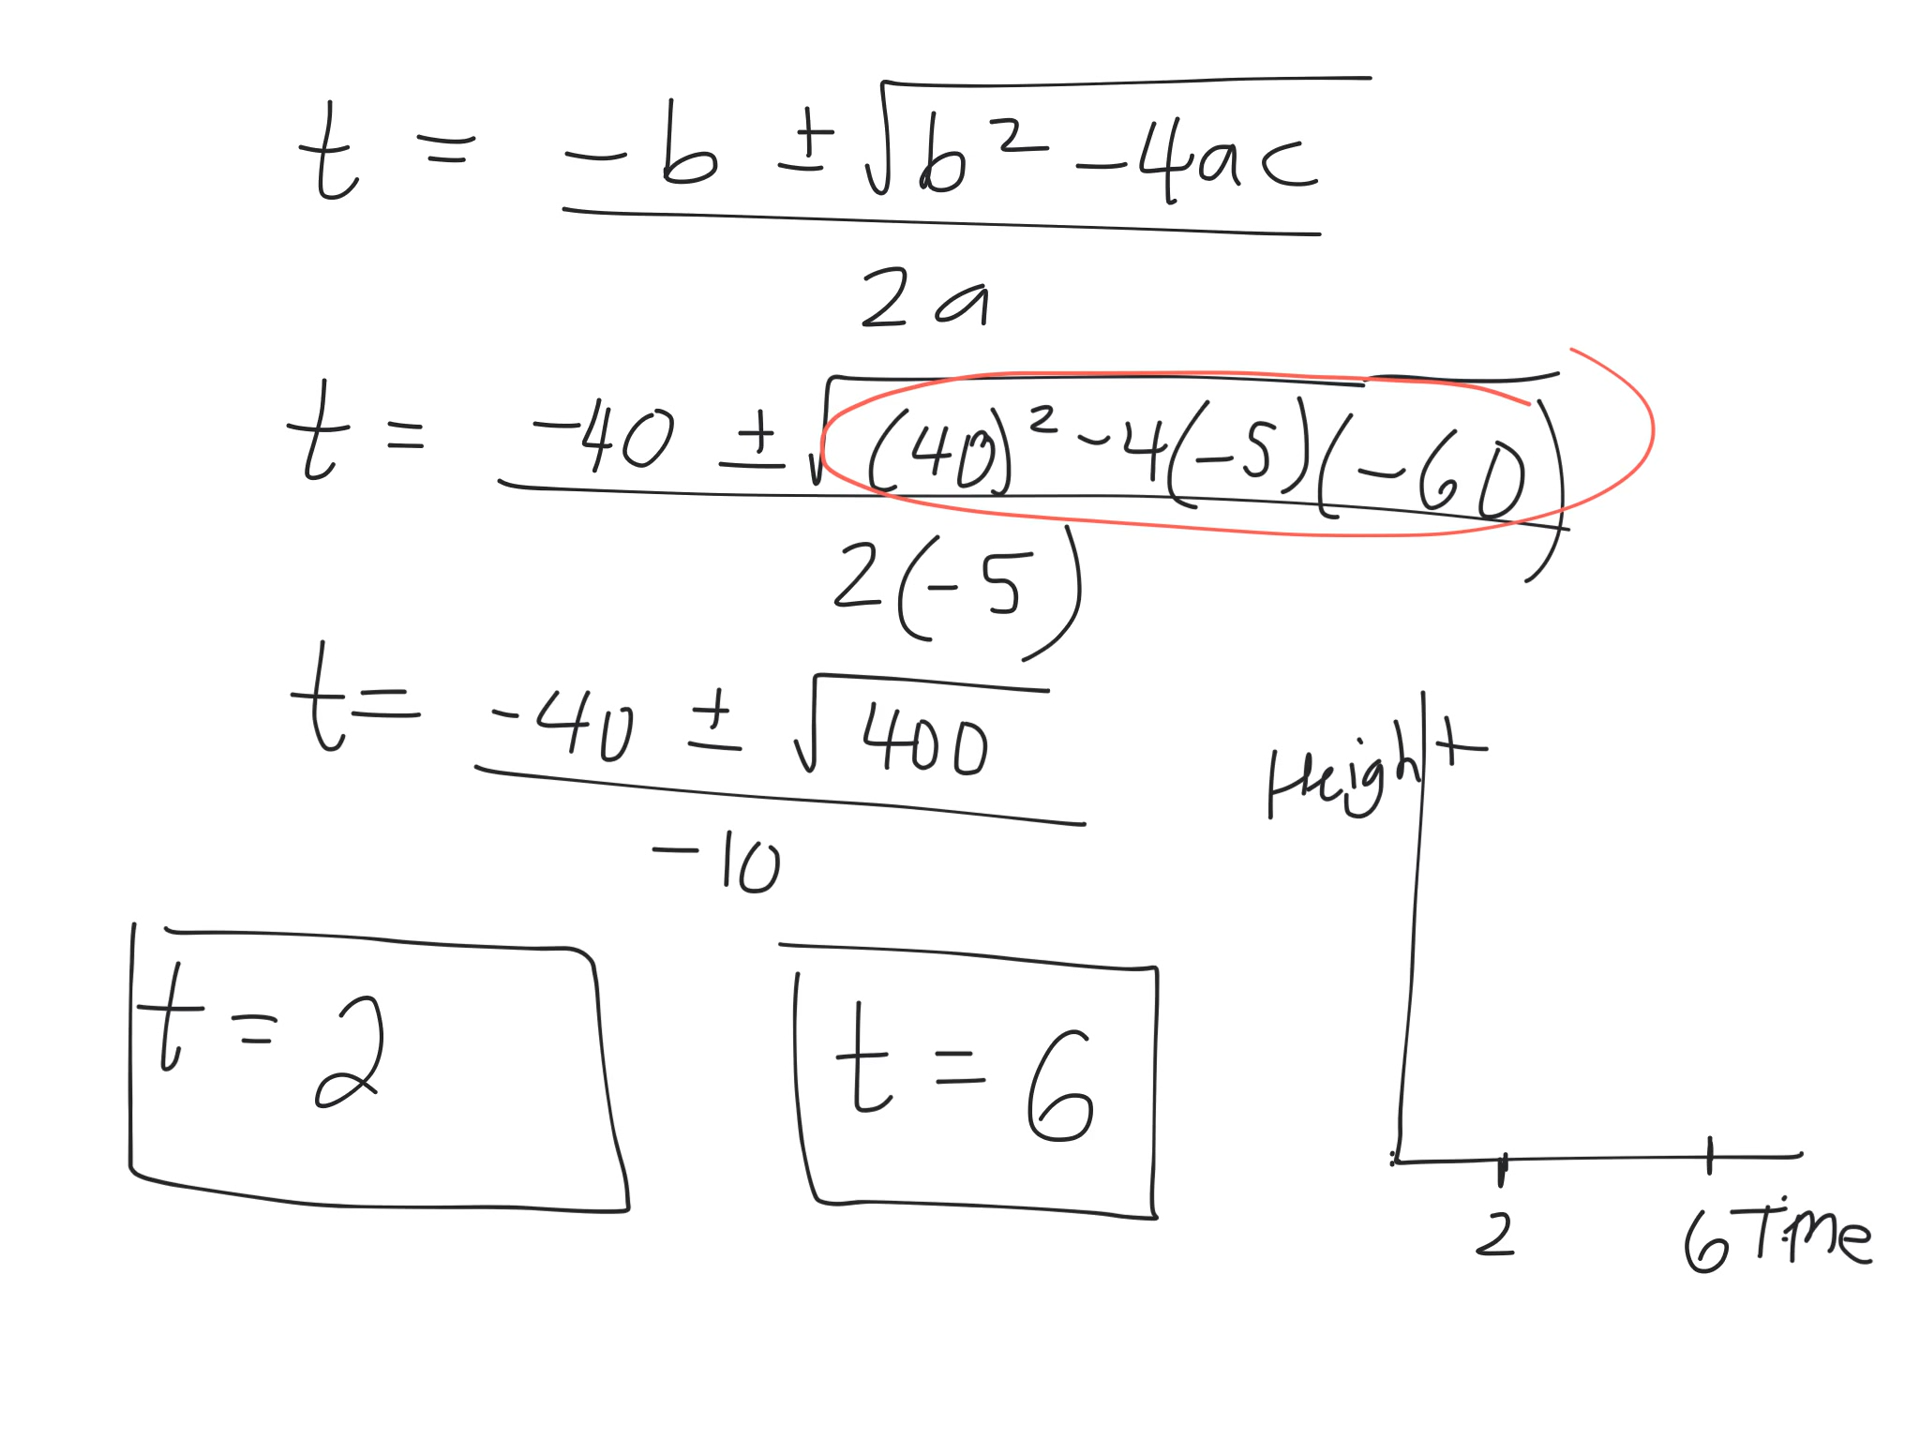 t = -b ± √b² - 4ac
2a
t = -40 ± √(40)² - 4(-5)(-60)
2(-5)
t = -40 ± √400
-10
Height
t = 2
t = 6
2
6 Time